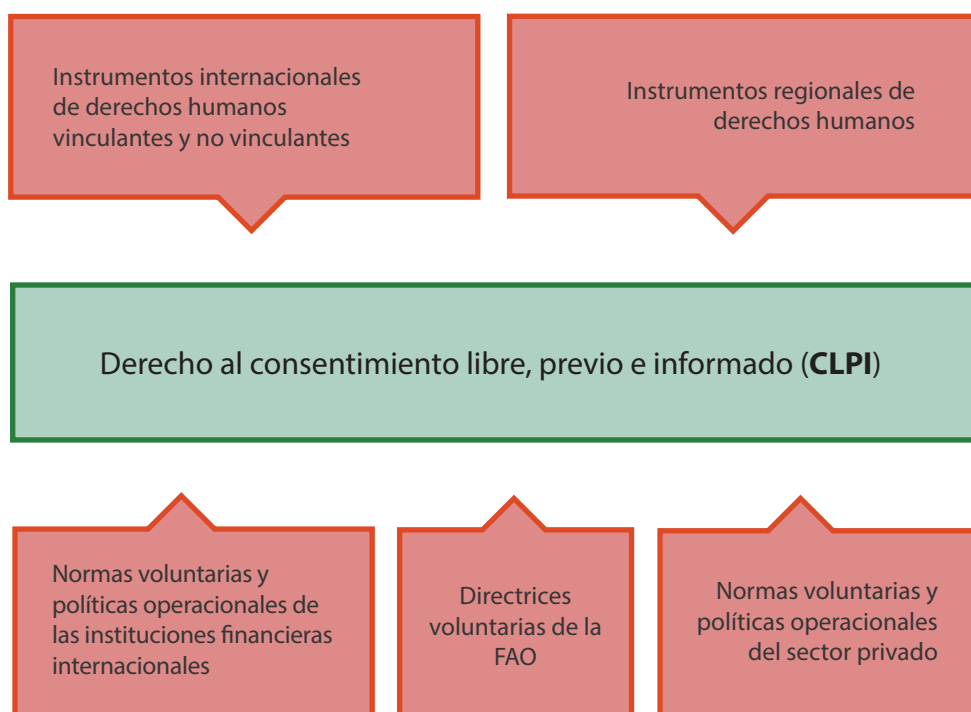 Instrumentos internacionales
de derechos humanos
vinculantes y no vinculantes
Instrumentos regionales de
derechos humanos
Derecho al consentimiento libre, previo e informado (CLPI)
Normas voluntarias y
políticas operacionales de
las instituciones financieras
internacionales
Directrices
voluntarias de la
FAO
Normas voluntarias y
políticas operacionales
del sector privado